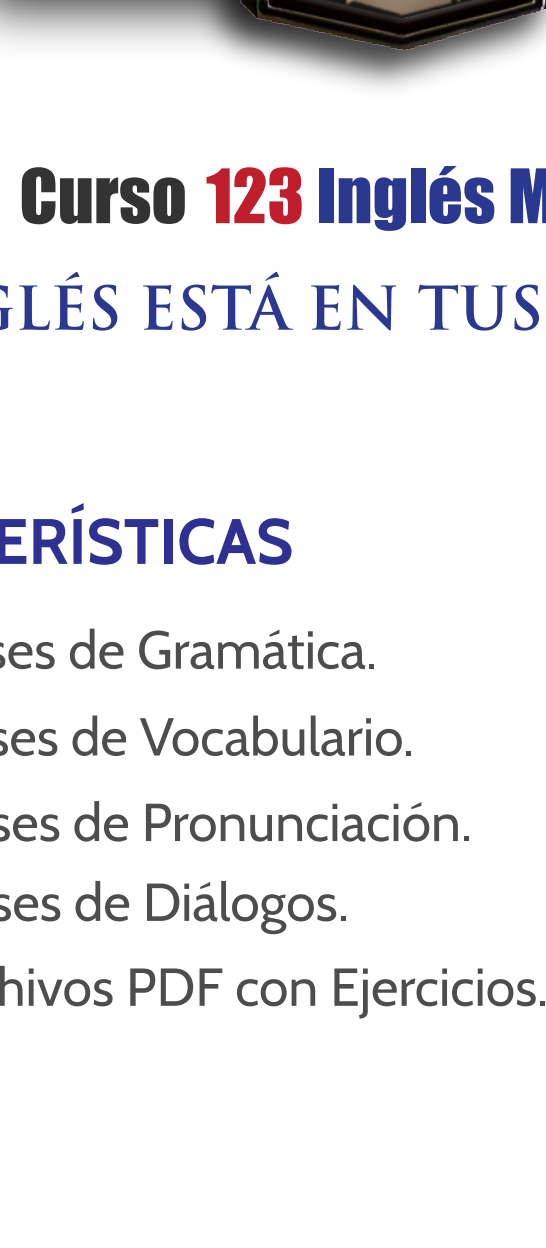 Curso 123 Inglés M
GLÉS ESTÁ EN TUS
ERÍSTICAS
ses de Gramática.
ses de Vocabulario.
ses de Pronunciación.
ses de Diálogos.
hivos PDF con Ejercicios.